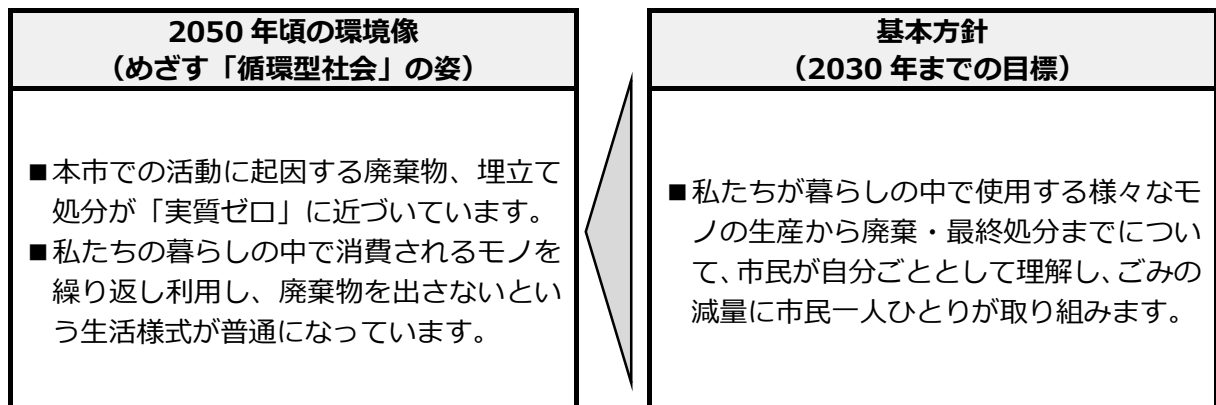 2050 年頃の環境像
（めざす「循環型社会」の姿）
■本市での活動に起因する廃棄物、埋立て
処分が「実質ゼロ」に近づいています。
■私たちの暮らしの中で消費されるモノを
繰り返し利用し、廃棄物を出さないとい
う生活様式が普通になっています。
基本方針
（2030 年までの目標）
■私たちが暮らしの中で使用する様々なモ
ノの生産から廃棄・最終処分までについ
て、市民が自分ごととして理解し、ごみの
減量に市民一人ひとりが取り組みます。